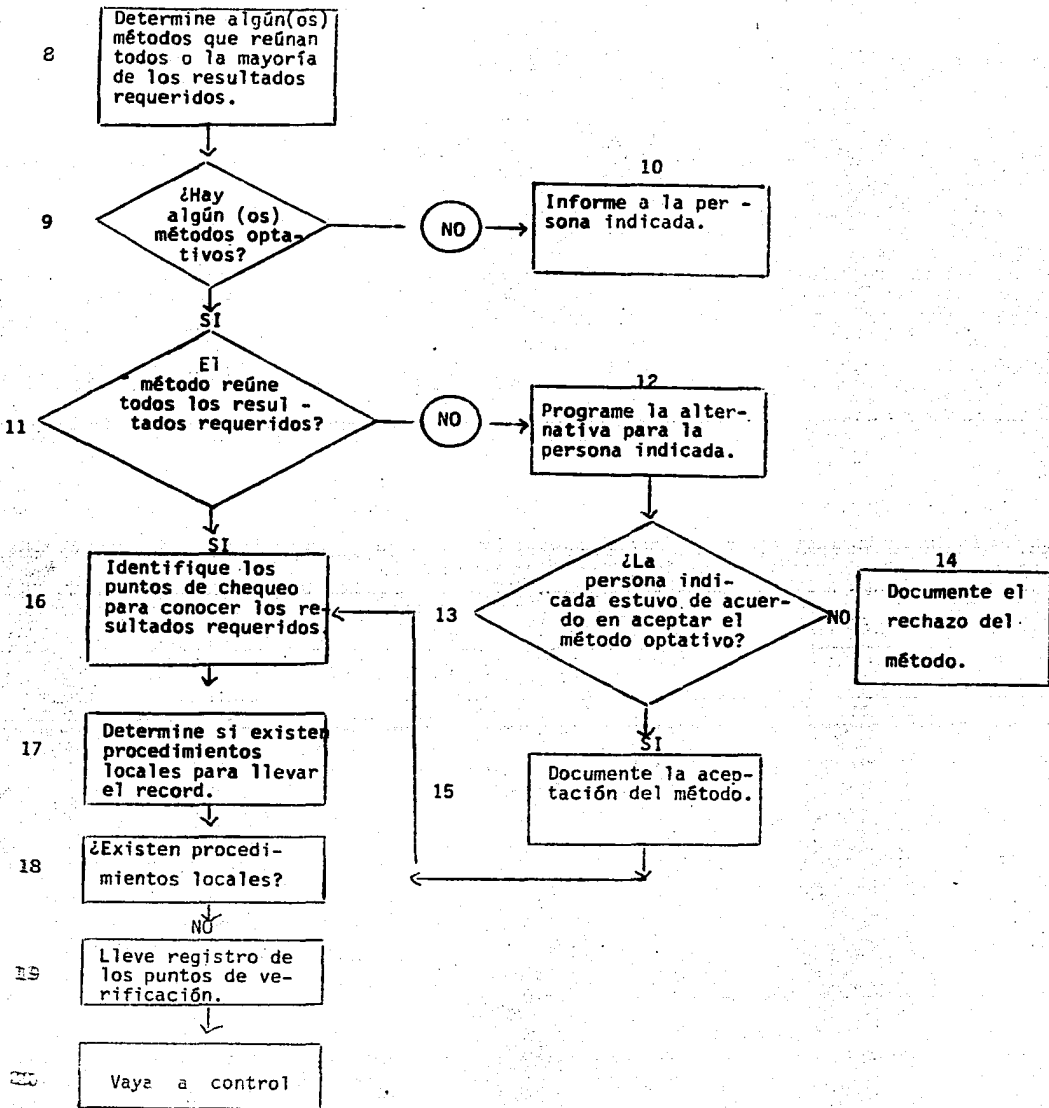 8
Determine algún(os)
métodos que reúnan
todos o la mayoría
de los resultados
requeridos.
9
¿Hay
algún (os)
métodos opta-
tivos?
NO
10
Informe a la per -
sona indicada.
SI
11
El
método reúne
todos los resul -
tados requeridos?
NO
12
Programe la alter-
nativa para la
persona indicada.
SI
16
Identifique los
puntos de chequeo
para conocer los re-
sultados requeridos.
13
¿La
persona indi-
cada estuvo de acuer-
do en aceptar el
método optativo?
NO
14
Documente el
rechazo del
método.
SI
15
Documente la acep-
tación del método.
17
Determine si existen
procedimientos
locales para llevar
el record.
18
¿Existen procedi-
mientos locales?
NO
19
Lleve registro de
los puntos de ve-
rificación.
Vaya a control